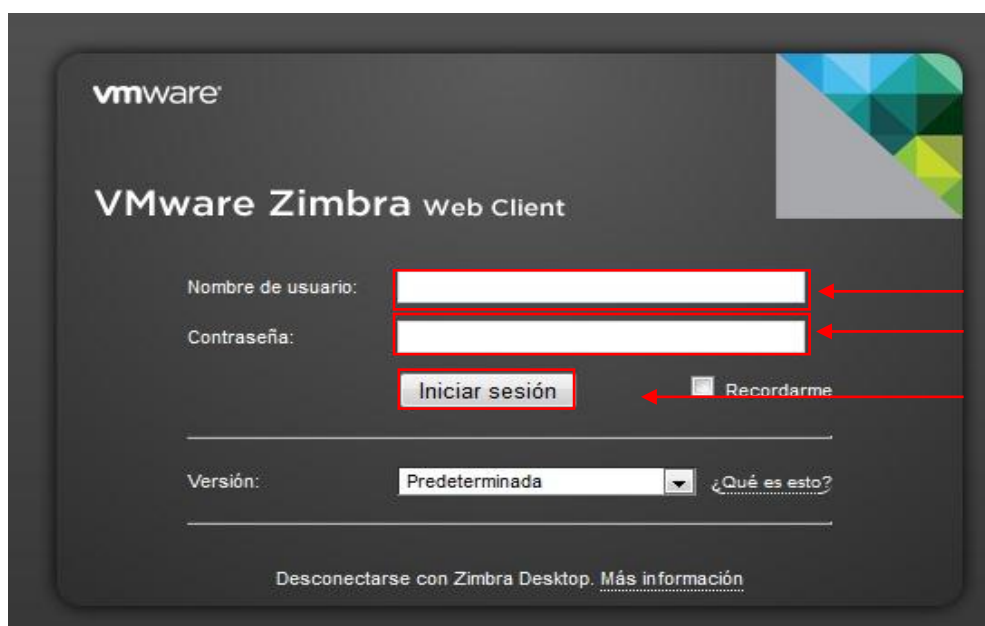 vmware
VMware Zimbra Web Client
Nombre de usuario:
Contraseña:
Iniciar sesión Recordarme
Versión: Predeterminada ¿Qué es esto?
Desconectarse con Zimbra Desktop. Más información